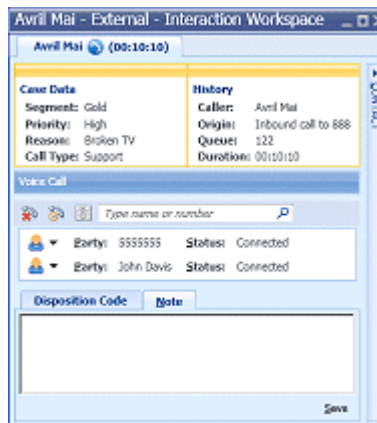 Avril Mai - External - Interaction Workspace
Avril Mai (00:10:10)
Case Data
Segment: Gold
Priority: High
Reason: Broken TV
Call Type: Support
History
Caller: Avril Mai
Origin: Inbound call to 888
Queue: 122
Duration: 00:10:10
Voice Call
Type name or number
Party: 5555555 Status: Connected
Party: John Davis Status: Connected
Disposition Code Note
Save